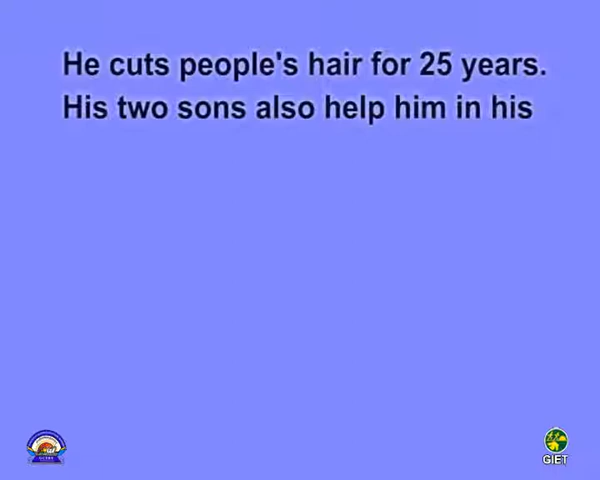 He cuts people's hair for 25 years.
His two sons also help him in his
GIET